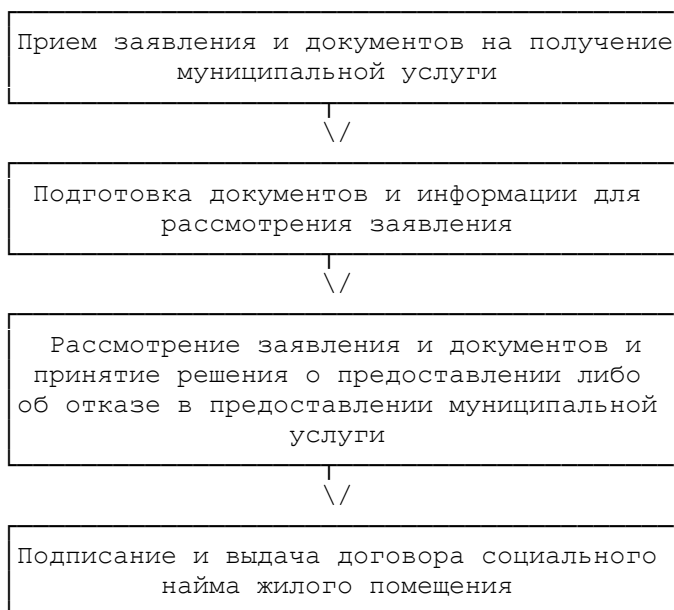 Прием заявления и документов на получение
муниципальной услуги
Подготовка документов и информации для
рассмотрения заявления
Рассмотрение заявления и документов и
принятие решения о предоставлении либо
об отказе в предоставлении муниципальной
услуги
Подписание и выдача договора социального
найма жилого помещения